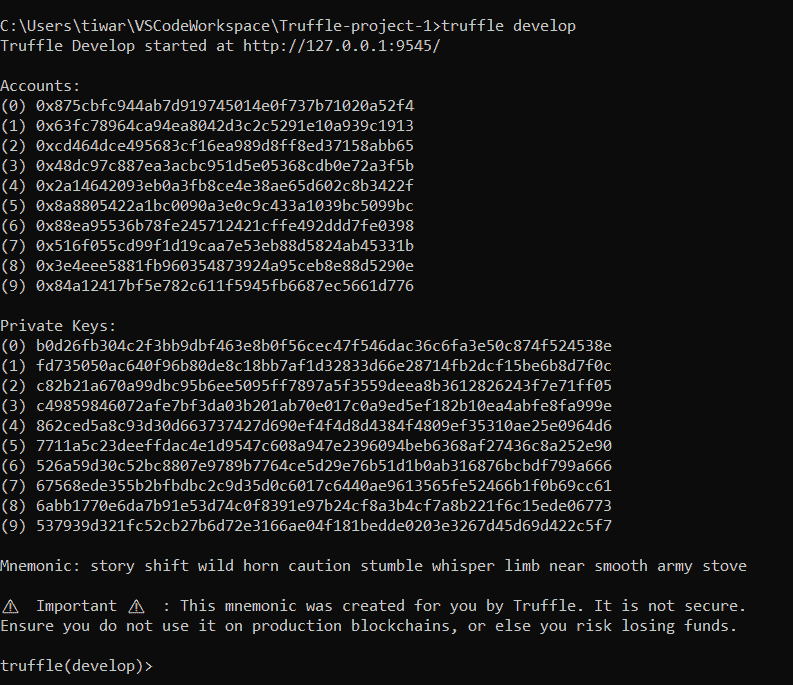 C:\Users\tiwar\VSCodeWorkspace\Truffle-project-1>truffle develop
Truffle Develop started at http://127.0.0.1:9545/
Accounts:
(0) 0x875cbfc944ab7d919745014e0f737b71020a52f4
(1) 0x63fc78964ca94ea8042d3c2c5291e10a939c1913
(2) 0xcd464dce495683cf16ea989d8ff8ed37158abb65
(3) 0x48dc97c887ea3acbc951d5e05368cdb0e72a3f5b
(4) 0x2a14642093eb0a3fb8ce4e38ae65d602c8b3422f
(5) 0x8a8805422a1bc0090a3e0c9c433a1039bc5099bc
(6) 0x88ea95536b78fe245712421cffe492ddd7fe0398
(7) 0x516f055cd99f1d19caa7e53eb88d5824ab45331b
(8) 0x3e4eee5881fb960354873924a95ceb8e88d5290e
(9) 0x84a12417bf5e782c611f5945fb6687ec5661d776
Private Keys:
(0) b0d26fb304c2f3bb9dbf463e8b0f56cec47f546dac36c6fa3e50c874f524538e
(1) fd735050ac640f96b80de8c18bb7af1d32833d66e28714fb2dcf15be6b8d7f0c
(2) c82b21a670a99dbc95b6ee5095ff7897a5f3559deea8b3612826243f7e71ff05
(3) c49859846072afe7bf3da03b201ab70e017c0a9ed5ef182b10ea4abfe8fa999e
(4) 862ced5a8c93d30d663737427d690ef4f4d8d4384f4809ef35310ae25e0964d6
(5) 7711a5c23deeffdac4e1d9547c608a947e2396094beb6368af27436c8a252e90
(6) 526a59d30c52bc8807e9789b7764ce5d29e76b51d1b0ab316876bcbdf799a666
(7) 67568ede355b2bfbdbc2c9d35d0c6017c6440ae9613565fe52466b1f0b69cc61
(8) 6abb1770e6da7b91e53d74c0f8391e97b24cf8a3b4cf7a8b221f6c15ede06773
(9) 537939d321fc52cb27b6d72e3166ae04f181bedde0203e3267d45d69d422c5f7
Mnemonic: story shift wild horn caution stumble whisper limb near smooth army stove
⚠ Important ⚠ : This mnemonic was created for you by Truffle. It is not secure.
Ensure you do not use it on production blockchains, or else you risk losing funds.
truffle(develop)>